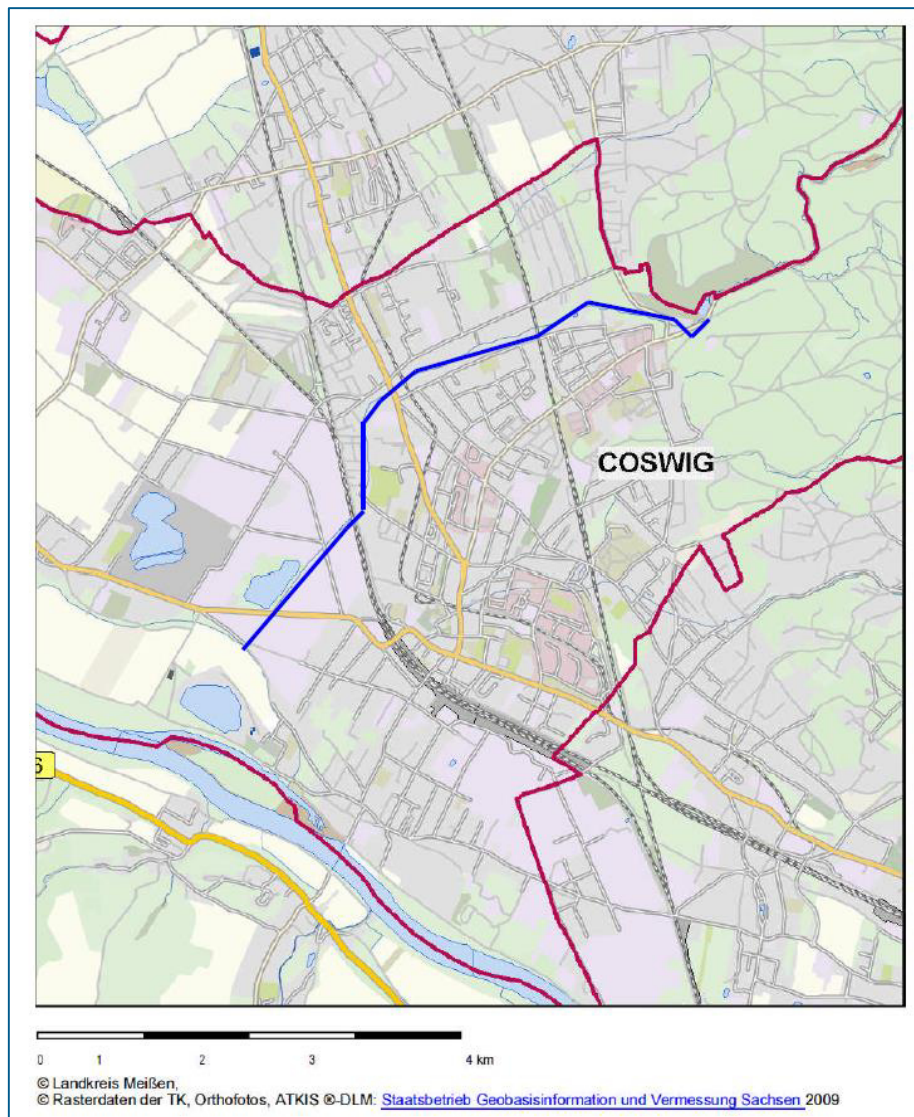 COSWIG
6
0 1 2 3 4 km
© Landkreis Meißen,
© Rasterdaten der TK, Orthofotos, ATKIS ®-DLM: Staatsbetrieb Geobasisinformation und Vermessung Sachsen 2009